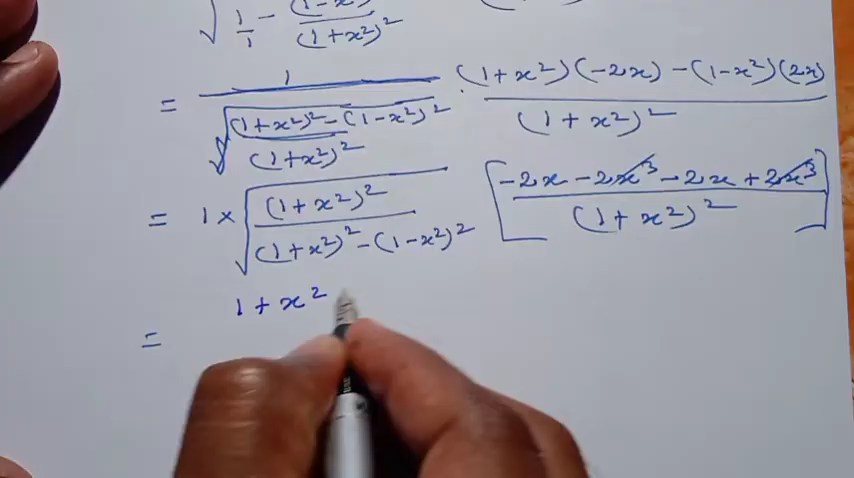 √ 1/1 - (1-x²)/(1+x²)²
= 1/√((1+x²)² - (1-x²)²/(1+x²)²) · (1+x²)(-2x) - (1-x²)(2x)/(1+x²)²
= 1 × √((1+x²)²/(1+x²)² - (1-x²)²) [-2x - 2x³ - 2x + 2x³/(1+x²)²]
1 + x²
=